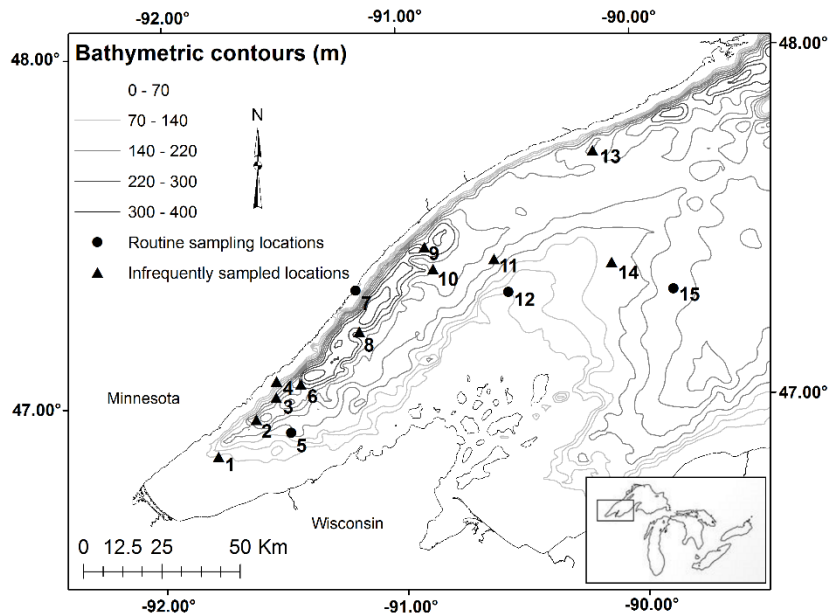 -92.00°
-91.00°
-90.00°
48.00°
48.00°
Bathymetric contours (m)
0 - 70
70 - 140
140 - 220
220 - 300
300 - 400
N
Routine sampling locations
Infrequently sampled locations
13
9
10
11
14
7
12
15
8
4
6
3
Minnesota
47.00°
47.00°
2
5
1
Wisconsin
0 12.5 25 50 Km
-92.00°
-91.00°
-90.00°